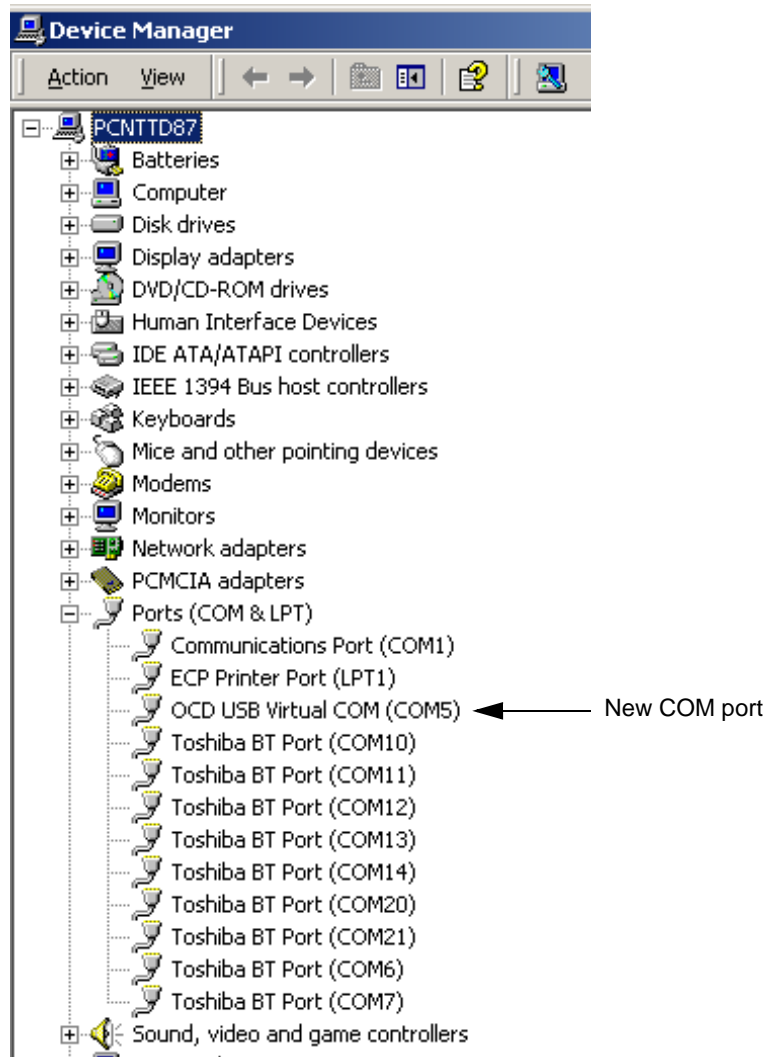 Device Manager
Action View
PCNTTD87
Batteries
Computer
Disk drives
Display adapters
DVD/CD-ROM drives
Human Interface Devices
IDE ATA/ATAPI controllers
IEEE 1394 Bus host controllers
Keyboards
Mice and other pointing devices
Modems
Monitors
Network adapters
PCMCIA adapters
Ports (COM & LPT)
Communications Port (COM1)
ECP Printer Port (LPT1)
OCD USB Virtual COM (COM5) New COM port
Toshiba BT Port (COM10)
Toshiba BT Port (COM11)
Toshiba BT Port (COM12)
Toshiba BT Port (COM13)
Toshiba BT Port (COM14)
Toshiba BT Port (COM20)
Toshiba BT Port (COM21)
Toshiba BT Port (COM6)
Toshiba BT Port (COM7)
Sound, video and game controllers